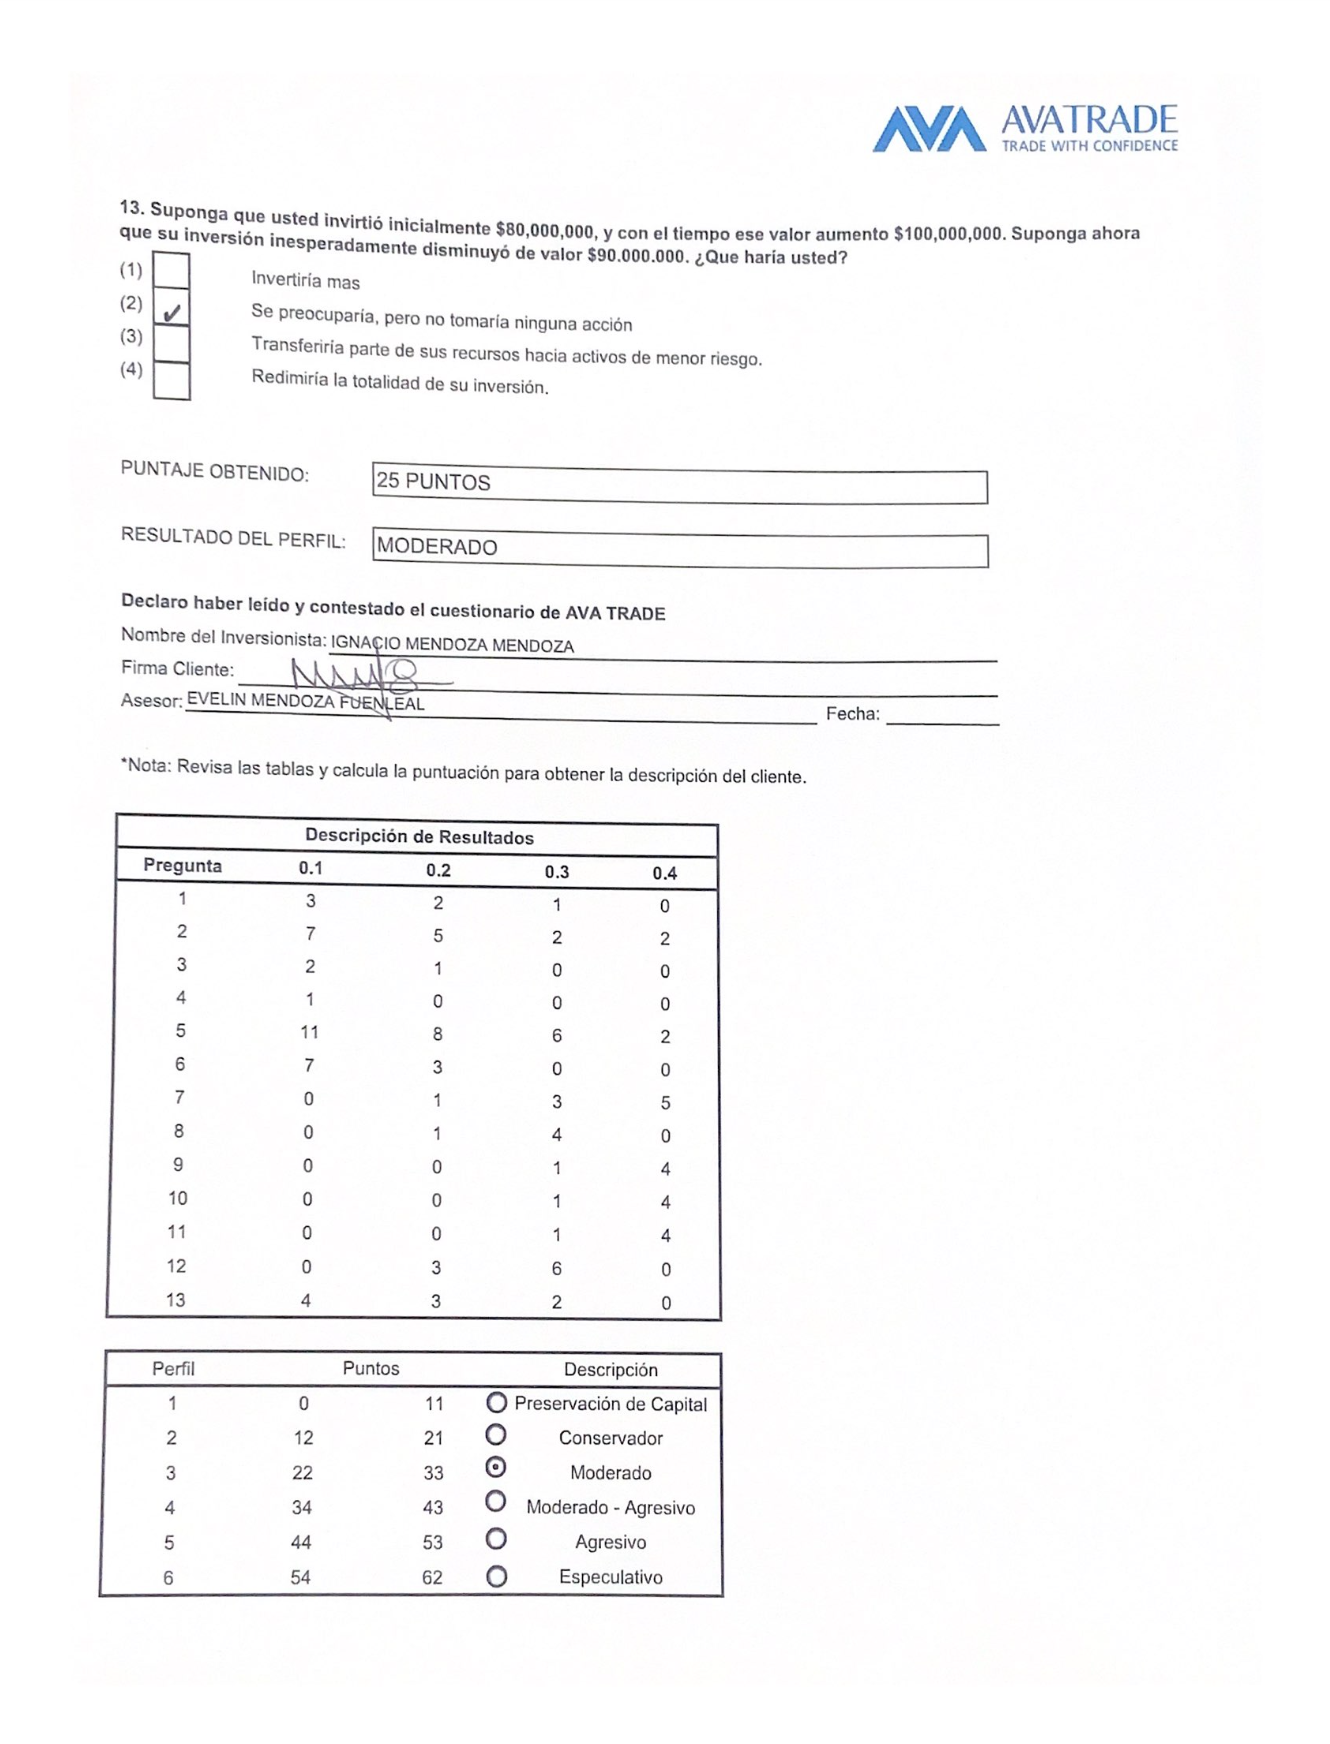 AVA AVATRADE
TRADE WITH CONFIDENCE
13. Suponga que usted invirtió inicialmente $80,000,000, y con el tiempo ese valor aumento $100,000,000. Suponga ahora
que su inversión inesperadamente disminuyó de valor $90.000.000. ¿Que haría usted?
(1) Invertiría mas
(2) ✓ Se preocuparía, pero no tomaría ninguna acción
(3) Transferiría parte de sus recursos hacia activos de menor riesgo.
(4) Redimiría la totalidad de su inversión.
PUNTAJE OBTENIDO: 25 PUNTOS
RESULTADO DEL PERFIL: MODERADO
Declaro haber leído y contestado el cuestionario de AVA TRADE
Nombre del Inversionista: IGNACIO MENDOZA MENDOZA
Firma Cliente:
Asesor: EVELIN MENDOZA FUENLEAL Fecha:
*Nota: Revisa las tablas y calcula la puntuación para obtener la descripción del cliente.
Descripción de Resultados
Pregunta 0.1 0.2 0.3 0.4
1 3 2 1 0
2 7 5 2 2
3 2 1 0 0
4 1 0 0 0
5 11 8 6 2
6 7 3 0 0
7 0 1 3 5
8 0 1 4 0
9 0 0 1 4
10 0 0 1 4
11 0 0 1 4
12 0 3 6 0
13 4 3 2 0
Perfil Puntos Descripción
1 0 11 Preservación de Capital
2 12 21 Conservador
3 22 33 Moderado
4 34 43 Moderado - Agresivo
5 44 53 Agresivo
6 54 62 Especulativo